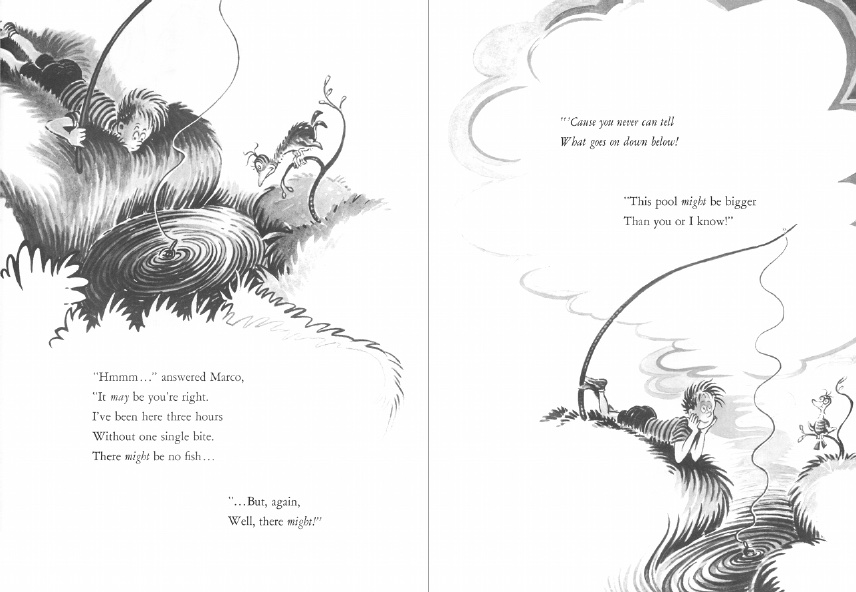 "Hmmm..." answered Marco,
"It may be you're right.
I've been here three hours
Without one single bite.
There might be no fish...
"...But, again,
Well, there might!"
"'Cause you never can tell
What goes on down below!
"This pool might be bigger
Than you or I know!"